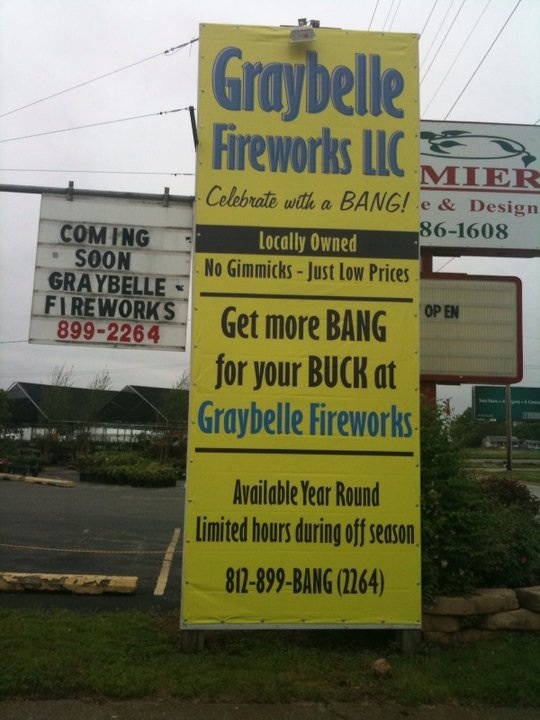 Graybelle
Fireworks LLC
Celebrate with a BANG!
Locally Owned
No Gimmicks - Just Low Prices
Get more BANG
for your BUCK at
Graybelle Fireworks
Available Year Round
Limited hours during off season
812-899-BANG (2264)
COMING
SOON
GRAYBELLE
FIREWORKS
899-2264
MIER
e & Design
86-1608
OPEN